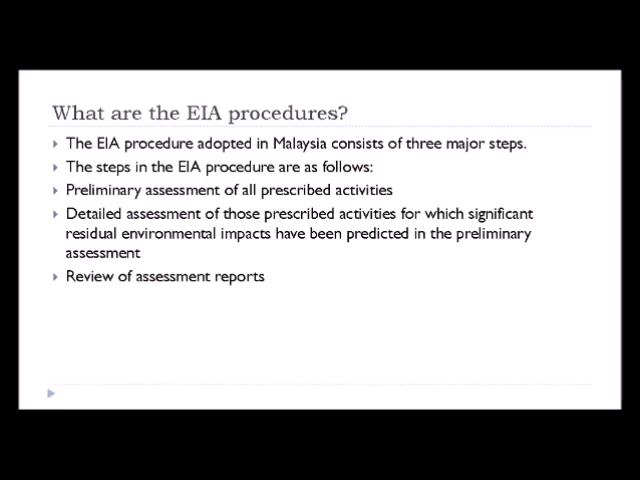 What are the EIA procedures?
The EIA procedure adopted in Malaysia consists of three major steps.
The steps in the EIA procedure are as follows:
Preliminary assessment of all prescribed activities
Detailed assessment of those prescribed activities for which significant
residual environmental impacts have been predicted in the preliminary
assessment
Review of assessment reports